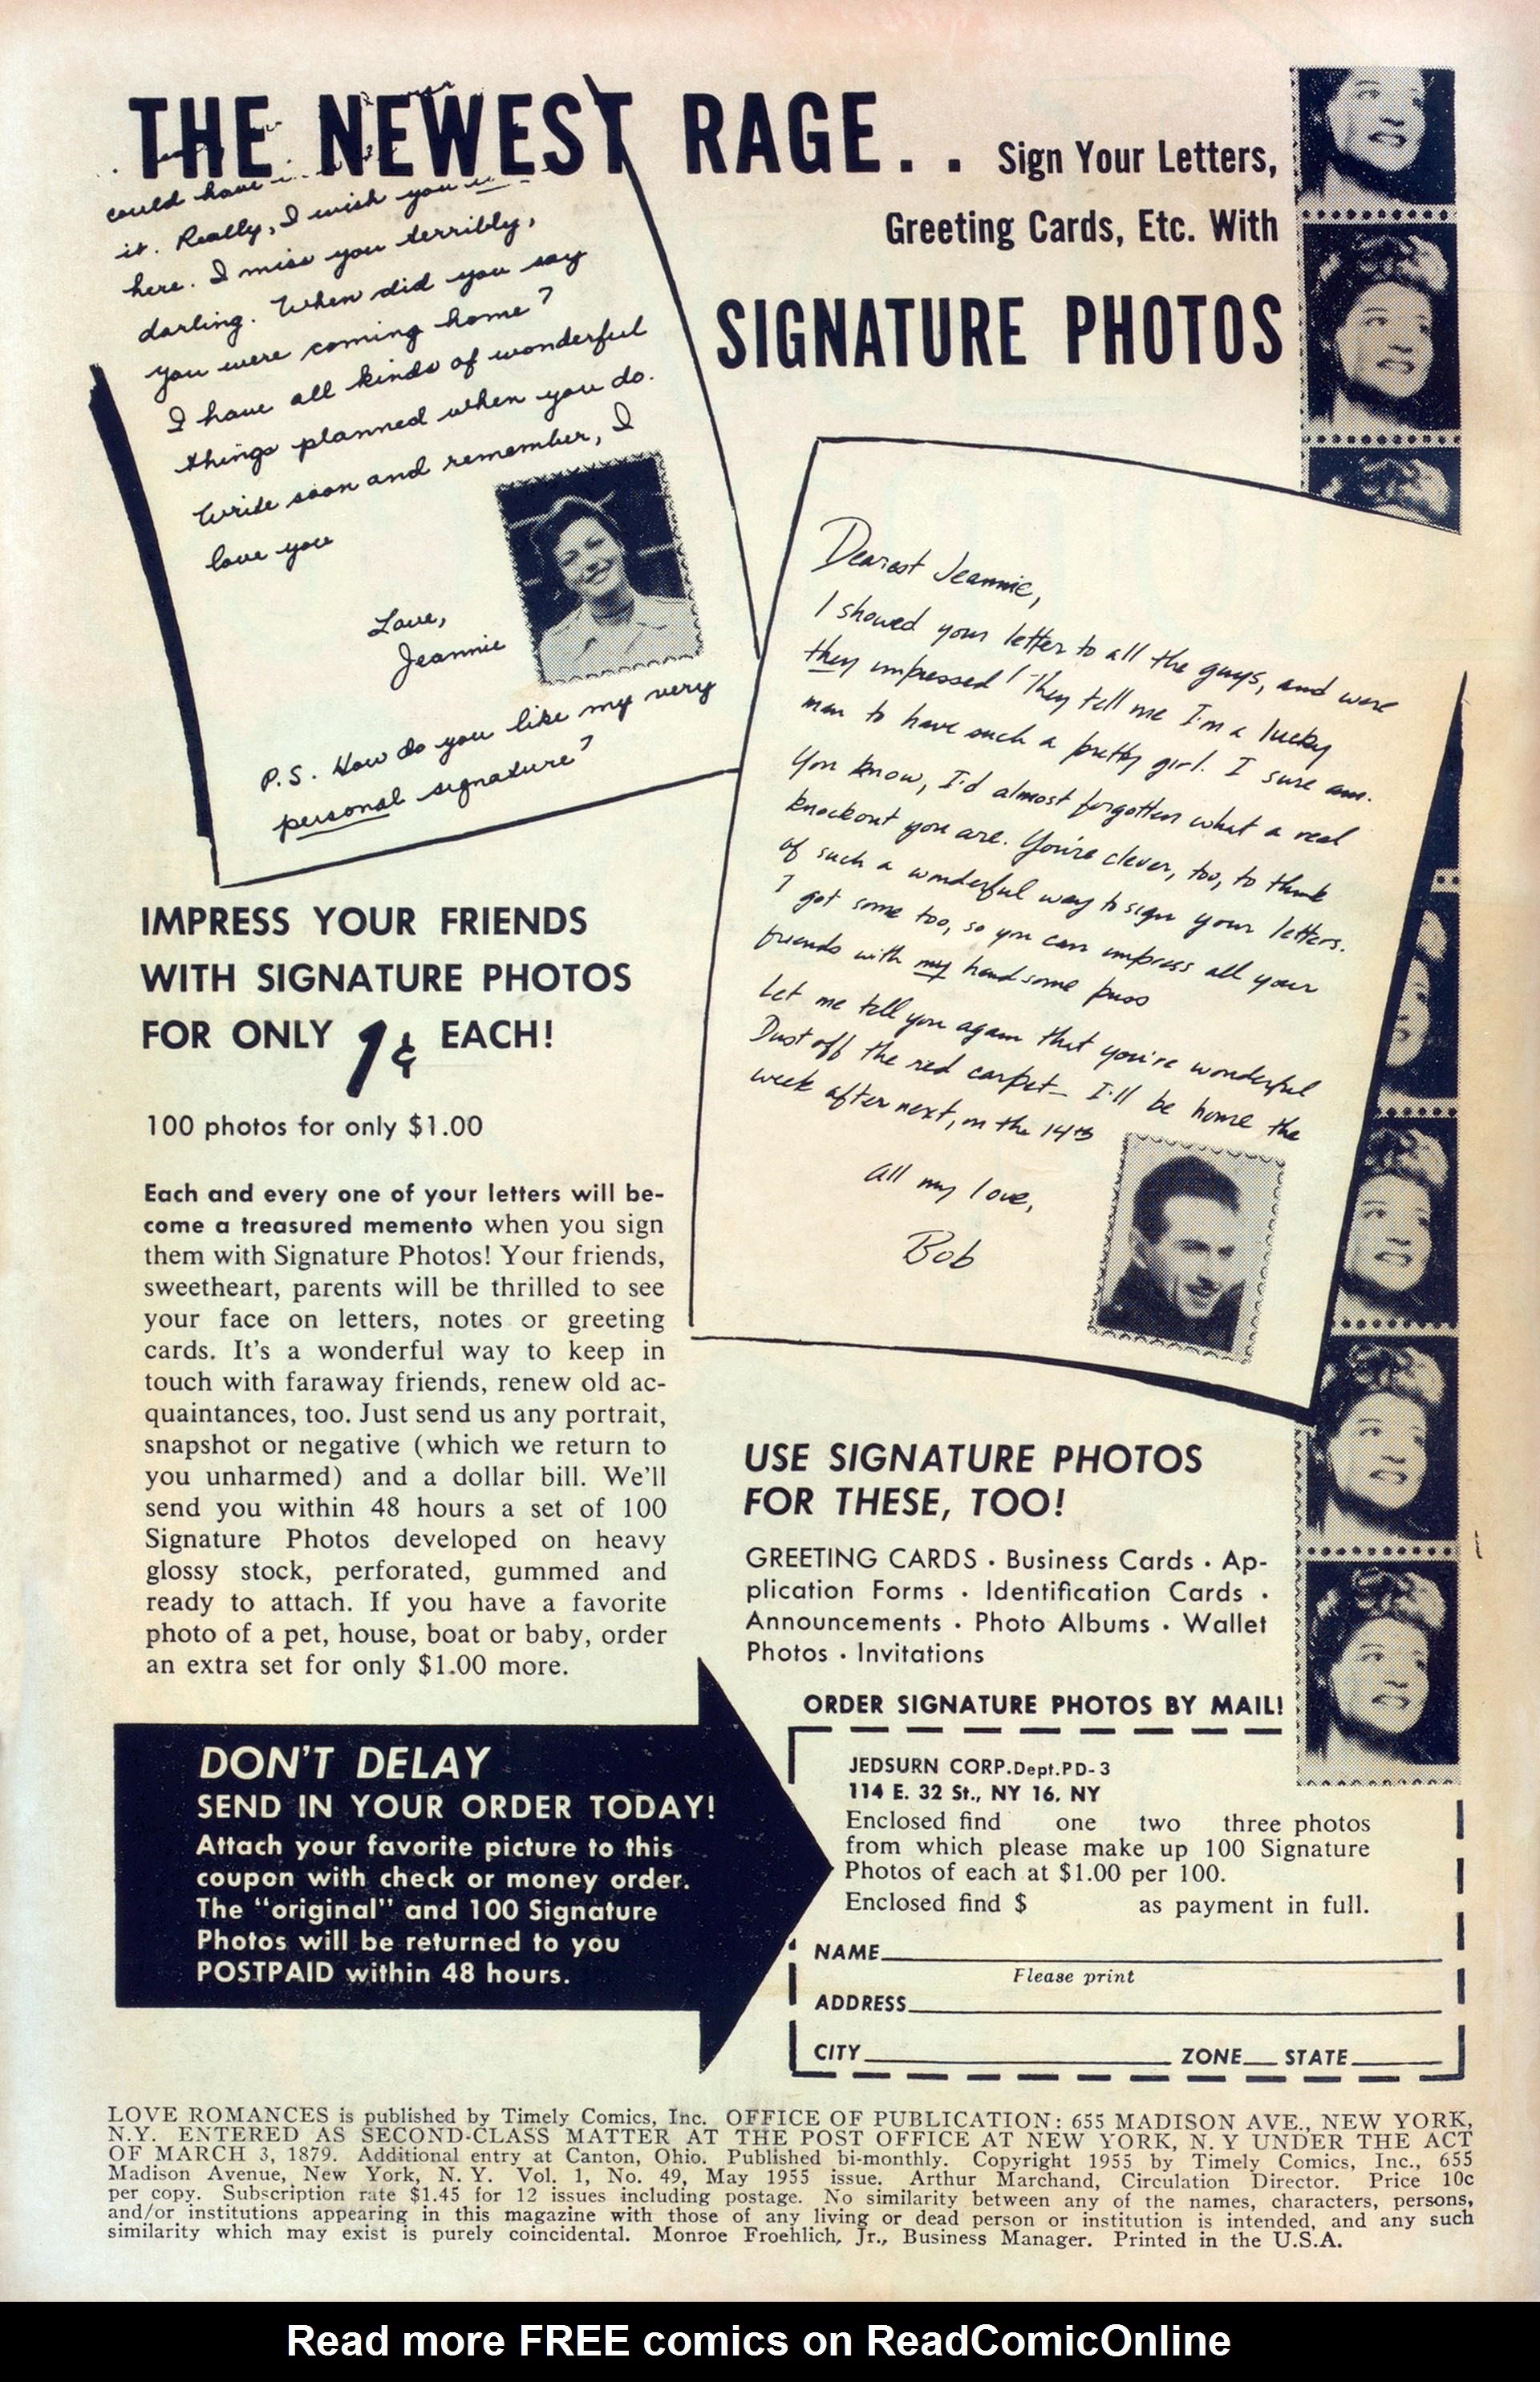 THE NEWEST RAGE. . Sign Your Letters,
Greeting Cards, Etc. With
SIGNATURE PHOTOS
could have
it. Really, I wish you
here. I miss you terribly,
darling. When did you say
you were coming home?
I have all kinds of wonderful
things planned when you do.
Write soon and remember, I
love you
Love,
Jeannie
P.S. How do you like my very
personal signature?
Dearest Jeannie,
I showed your letter to all the guys, and were
they impressed! They tell me I'm a lucky
man to have such a pretty girl. I sure am.
You know, I'd almost forgotten what a real
knockout you are. You're clever, too, to think
of such a wonderful way to sign your letters.
I got some too, so you can impress all your
friends with my handsome puss
Let me tell you again that you're wonderful
Dust off the red carpet- I'll be home the
week after next, on the 14th
All my love,
Bob
IMPRESS YOUR FRIENDS
WITH SIGNATURE PHOTOS
FOR ONLY 1¢ EACH!
100 photos for only $1.00
Each and every one of your letters will be-
come a treasured memento when you sign
them with Signature Photos! Your friends,
sweetheart, parents will be thrilled to see
your face on letters, notes or greeting
cards. It's a wonderful way to keep in
touch with faraway friends, renew old ac-
quaintances, too. Just send us any portrait,
snapshot or negative (which we return to
you unharmed) and a dollar bill. We'll
send you within 48 hours a set of 100
Signature Photos developed on heavy
glossy stock, perforated, gummed and
ready to attach. If you have a favorite
photo of a pet, house, boat or baby, order
an extra set for only $1.00 more.
USE SIGNATURE PHOTOS
FOR THESE, TOO!
GREETING CARDS · Business Cards · Ap-
plication Forms · Identification Cards ·
Announcements · Photo Albums · Wallet
Photos · Invitations
DON'T DELAY
SEND IN YOUR ORDER TODAY!
Attach your favorite picture to this
coupon with check or money order.
The "original" and 100 Signature
Photos will be returned to you
POSTPAID within 48 hours.
ORDER SIGNATURE PHOTOS BY MAIL!
JEDSURN CORP.Dept.PD-3
114 E. 32 St., NY 16, NY
Enclosed find one two three photos
from which please make up 100 Signature
Photos of each at $1.00 per 100.
Enclosed find $ as payment in full.
NAME
Please print
ADDRESS
CITY ZONE STATE
LOVE ROMANCES is published by Timely Comics, Inc. OFFICE OF PUBLICATION: 655 MADISON AVE., NEW YORK,
N.Y. ENTERED AS SECOND-CLASS MATTER AT THE POST OFFICE AT NEW YORK, N. Y UNDER THE ACT
OF MARCH 3, 1879. Additional entry at Canton, Ohio. Published bi-monthly. Copyright 1955 by Timely Comics, Inc., 655
Madison Avenue, New York, N. Y. Vol. 1, No. 49, May 1955 issue. Arthur Marchand, Circulation Director. Price 10c
per copy. Subscription rate $1.45 for 12 issues including postage. No similarity between any of the names, characters, persons,
and/or institutions appearing in this magazine with those of any living or dead person or institution is intended, and any such
similarity which may exist is purely coincidental. Monroe Froehlich, Jr., Business Manager. Printed in the U.S.A.
Read more FREE comics on ReadComicOnline